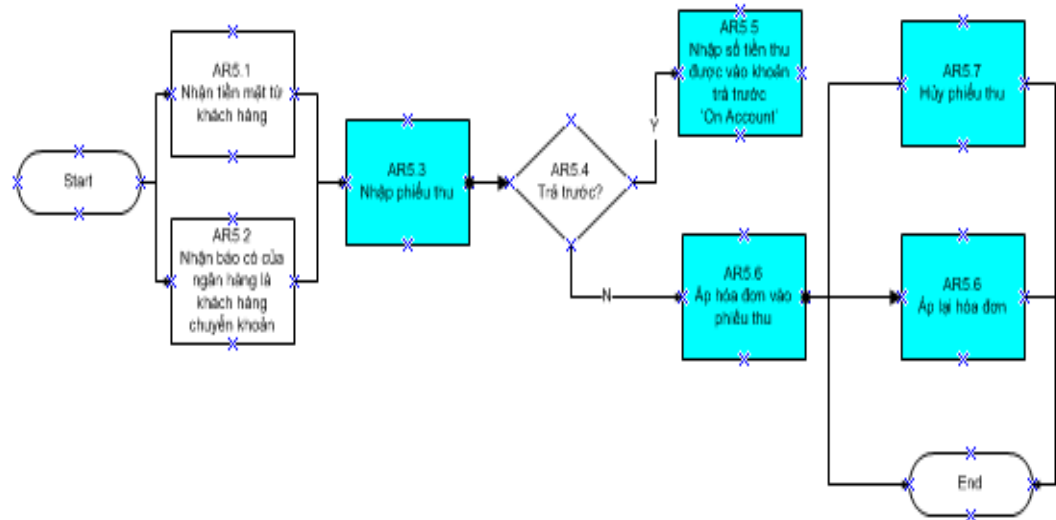 Start
AR5.1
Nhận tiền mặt từ
khách hàng
AR5.2
Nhận báo có của
ngân hàng là
khách hàng
chuyển khoản
AR5.3
Nhập phiếu thu
AR5.4
Trả trước?
Y
N
AR5.5
Nhập số tiền thu
được vào khoản
trả trước
'On Account'
AR5.6
Áp hóa đơn vào
phiếu thu
AR5.7
Hủy phiếu thu
AR5.6
Áp lại hóa đơn
End